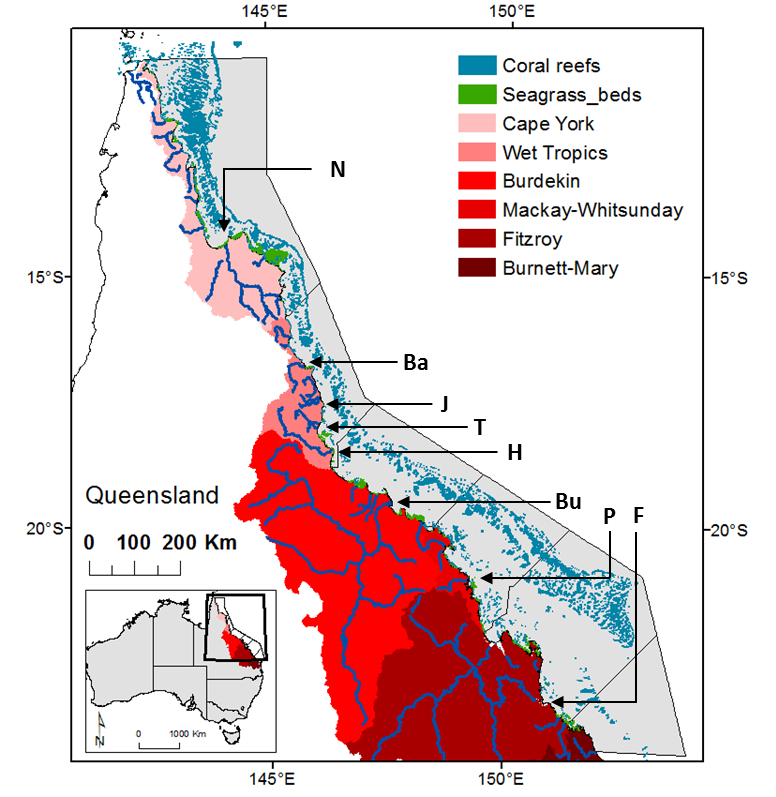 145°E 150°E
Coral reefs
Seagrass_beds
Cape York
Wet Tropics
Burdekin
Mackay-Whitsunday
Fitzroy
Burnett-Mary
N
15°S 15°S
Ba
J
T
H
Bu
P F
Queensland
20°S 20°S
0 100 200 Km
N
0 1000 Km
145°E 150°E